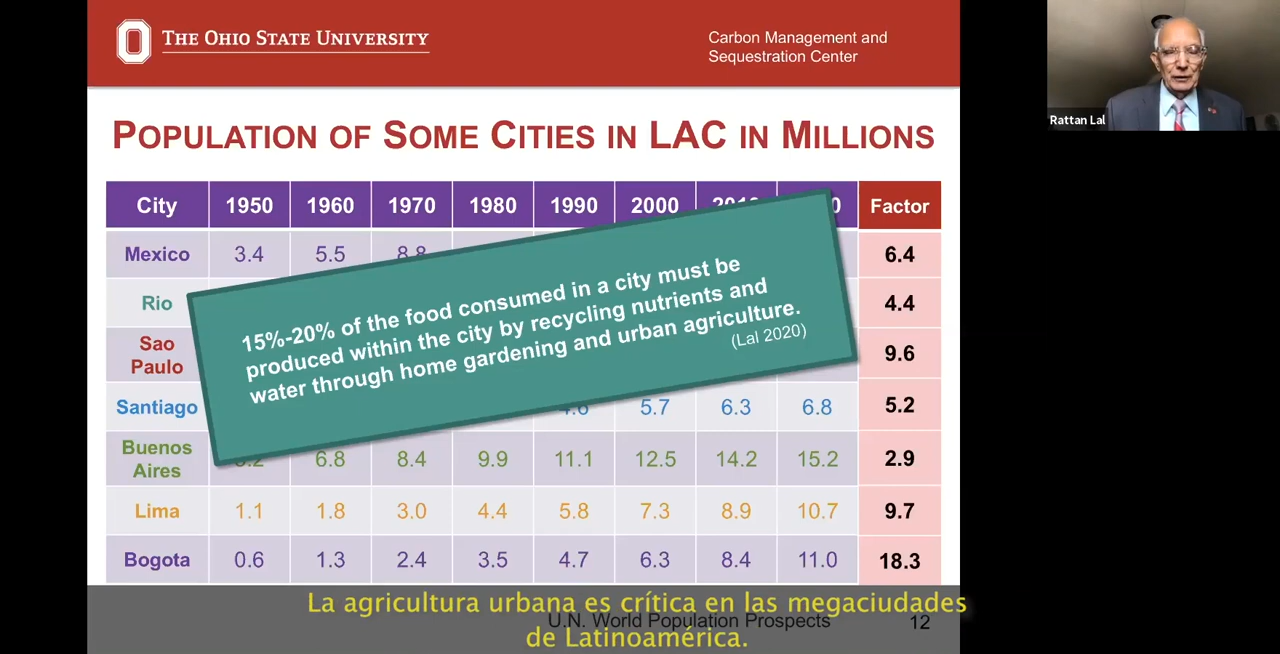 THE OHIO STATE UNIVERSITY
Carbon Management and
Sequestration Center
Rattan Lal
POPULATION OF SOME CITIES IN LAC IN MILLIONS
City 1950 1960 1970 1980 1990 2000 2010 Factor
Mexico 3.4 5.5 8.8 6.4
Rio 4.4
Sao
Paulo 9.6
15%-20% of the food consumed in a city must be
produced within the city by recycling nutrients and
water through home gardening and urban agriculture.
(Lal 2020)
Santiago 5.7 6.3 6.8 5.2
Buenos
Aires 6.8 8.4 9.9 11.1 12.5 14.2 15.2 2.9
Lima 1.1 1.8 3.0 4.4 5.8 7.3 8.9 10.7 9.7
Bogota 0.6 1.3 2.4 3.5 4.7 6.3 8.4 11.0 18.3
La agricultura urbana es crítica en las megaciudades
de Latinoamérica.
U.N. World Population Prospects
12